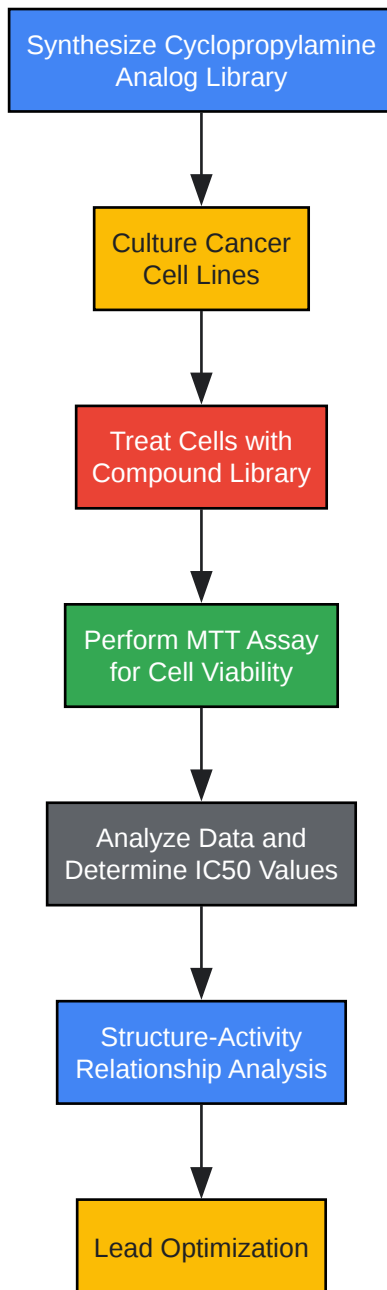 Synthesize Cyclopropylamine
Analog Library
Culture Cancer
Cell Lines
Treat Cells with
Compound Library
Perform MTT Assay
for Cell Viability
Analyze Data and
Determine IC50 Values
Structure-Activity
Relationship Analysis
Lead Optimization